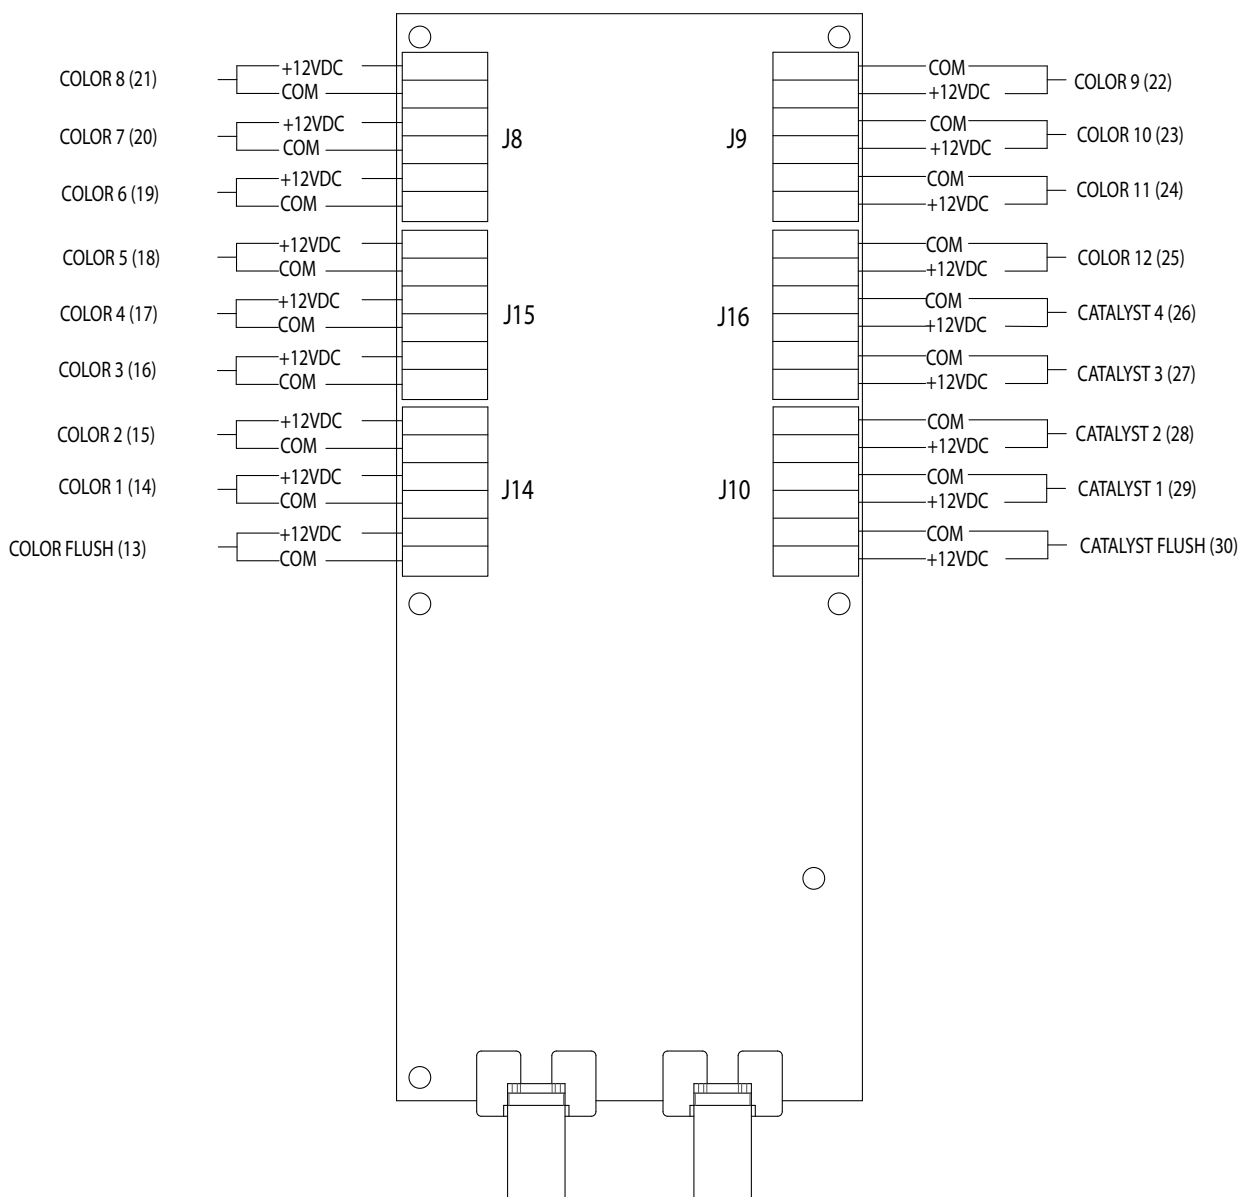 COLOR 8 (21)
+12VDC
COM
COLOR 7 (20)
+12VDC
COM
COLOR 6 (19)
+12VDC
COM
J8
COLOR 5 (18)
+12VDC
COM
COLOR 4 (17)
+12VDC
COM
COLOR 3 (16)
+12VDC
COM
J15
COLOR 2 (15)
+12VDC
COM
COLOR 1 (14)
+12VDC
COM
COLOR FLUSH (13)
+12VDC
COM
J14
J9
COM
+12VDC
COLOR 9 (22)
COM
+12VDC
COLOR 10 (23)
COM
+12VDC
COLOR 11 (24)
J16
COM
+12VDC
COLOR 12 (25)
COM
+12VDC
CATALYST 4 (26)
COM
+12VDC
CATALYST 3 (27)
J10
COM
+12VDC
CATALYST 2 (28)
COM
+12VDC
CATALYST 1 (29)
COM
+12VDC
CATALYST FLUSH (30)